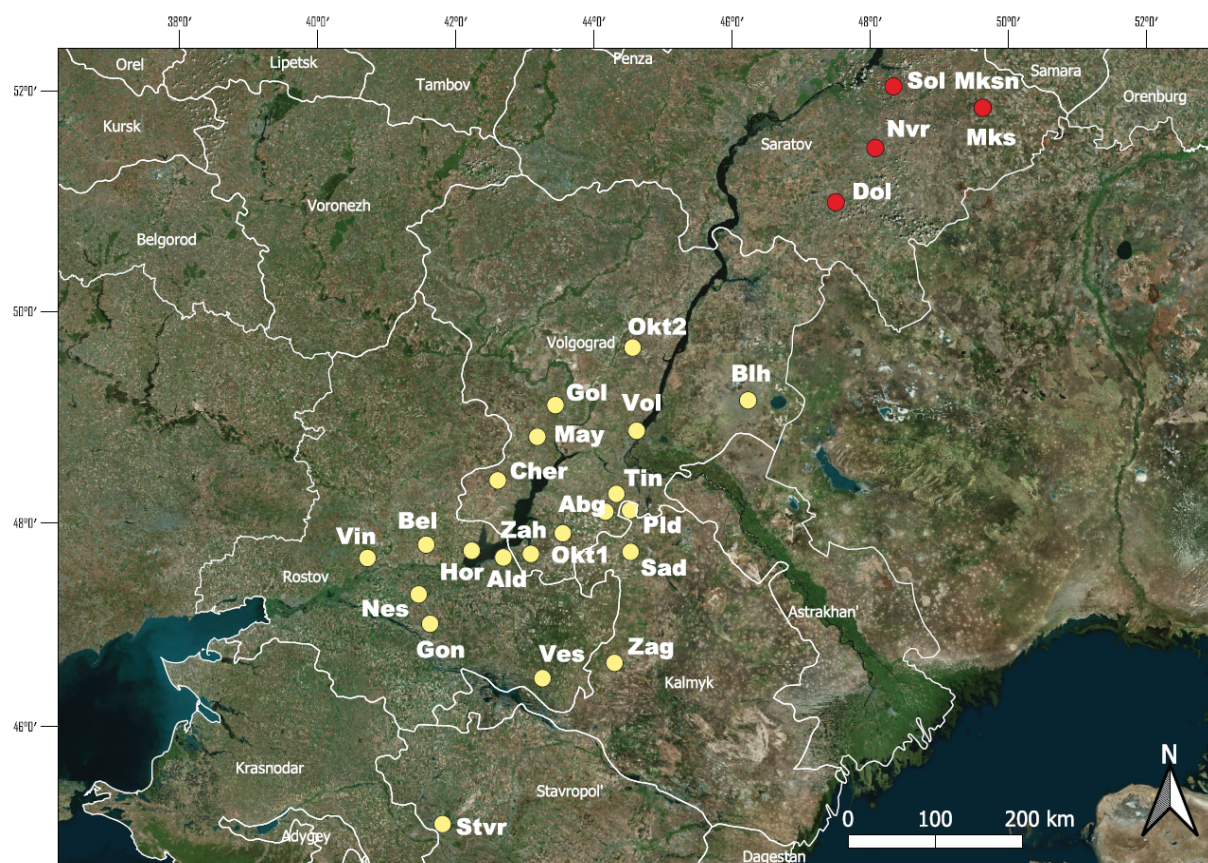 38°0′ 40°0′ 42°0′ 44°0′ 46°0′ 48°0′ 50°0′ 52°0′
Orel
Lipetsk
Tambov
Penza
Samara
Orenburg
52°0′
Kursk
Sol
Mksn
Mks
Nvr
Saratov
Dol
Voronezh
Belgorod
50°0′
Okt2
Volgograd
Blh
Gol
Vol
May
Cher
Tin
Abg
Pld
48°0′
Vin
Bel
Zah
Okt1
Sad
Hor
Ald
Rostov
Nes
Gon
Astrakhan'
Ves
Zag
Kalmyk
46°0′
Krasnodar
Stavropol'
Stvr
Adygey
Dagestan
N
0 100 200 km